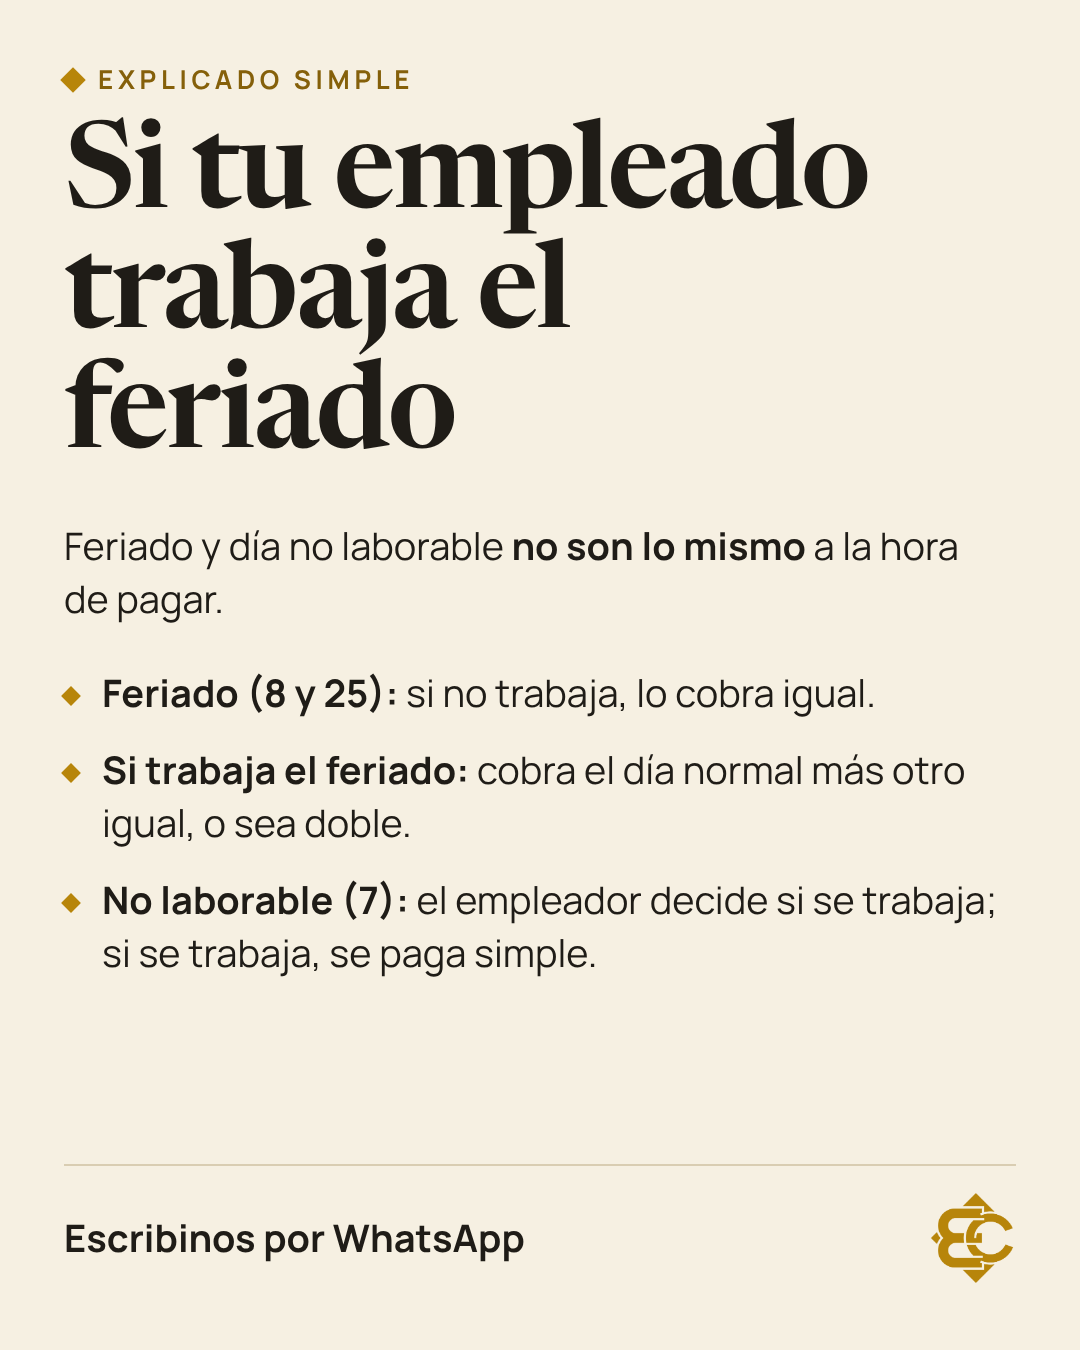 EXPLICADO SIMPLE
Si tu empleado
trabaja el
feriado
Feriado y día no laborable no son lo mismo a la hora
de pagar.
Feriado (8 y 25): si no trabaja, lo cobra igual.
Si trabaja el feriado: cobra el día normal más otro
igual, o sea doble.
No laborable (7): el empleador decide si se trabaja;
si se trabaja, se paga simple.
Escribinos por WhatsApp
EC